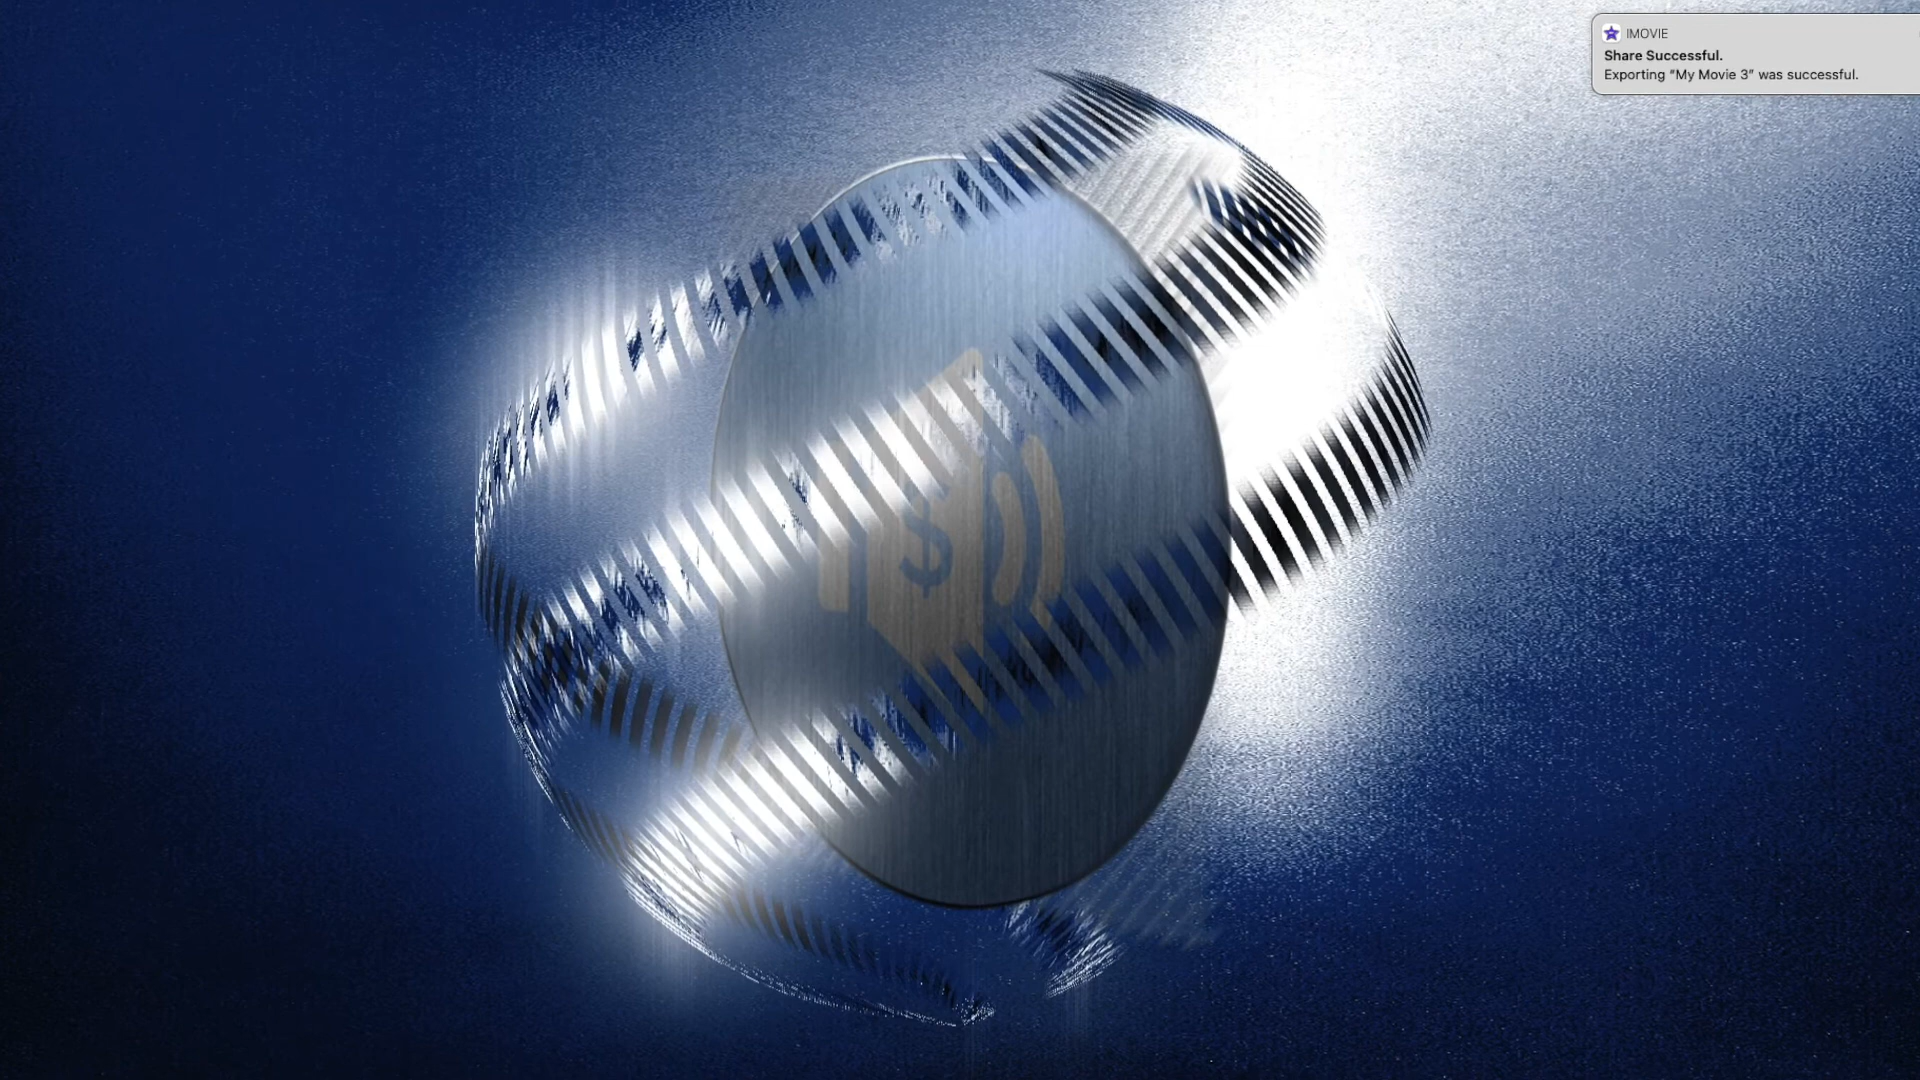 IMOVIE
Share Successful.
Exporting “My Movie 3” was successful.
$